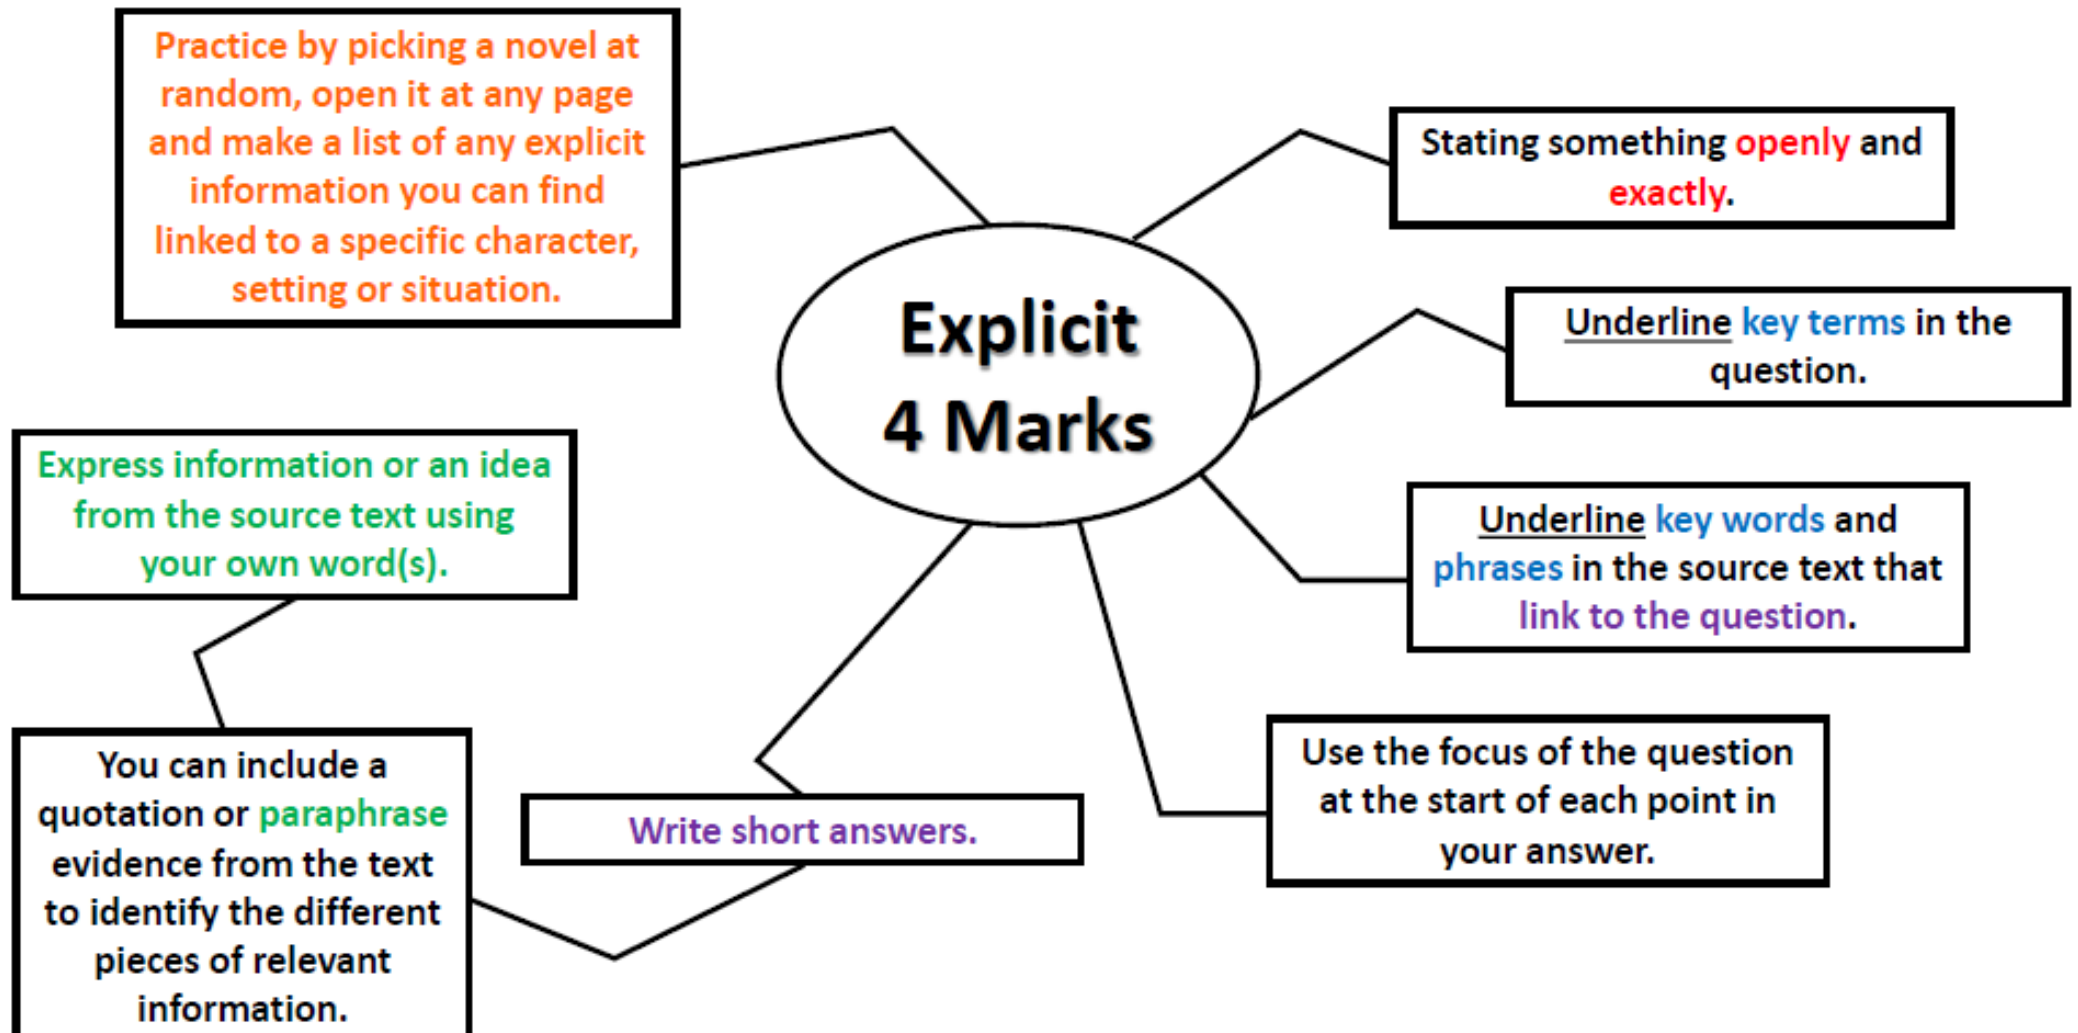 Practice by picking a novel at
random, open it at any page
and make a list of any explicit
information you can find
linked to a specific character,
setting or situation.
Stating something openly and
exactly.
Explicit
4 Marks
Underline key terms in the
question.
Express information or an idea
from the source text using
your own word(s).
Underline key words and
phrases in the source text that
link to the question.
You can include a
quotation or paraphrase
evidence from the text
to identify the different
pieces of relevant
information.
Write short answers.
Use the focus of the question
at the start of each point in
your answer.